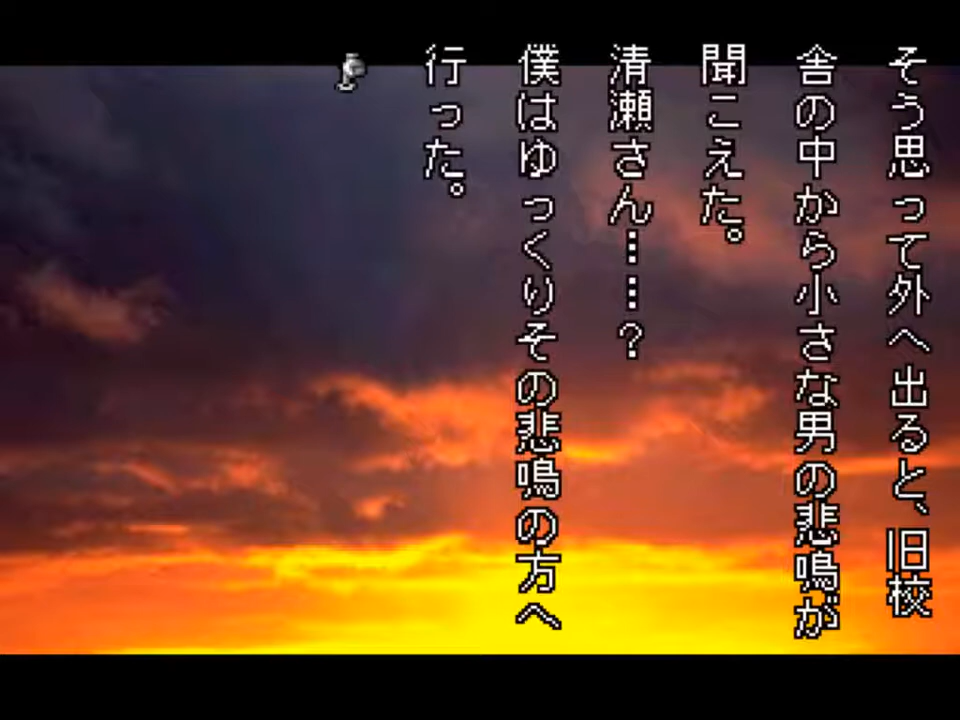 そう思って外へ出ると、旧校
舎の中から小さな男の悲鳴が
聞こえた。
清瀬さん……？
僕はゆっくりその悲鳴の方へ
行った。